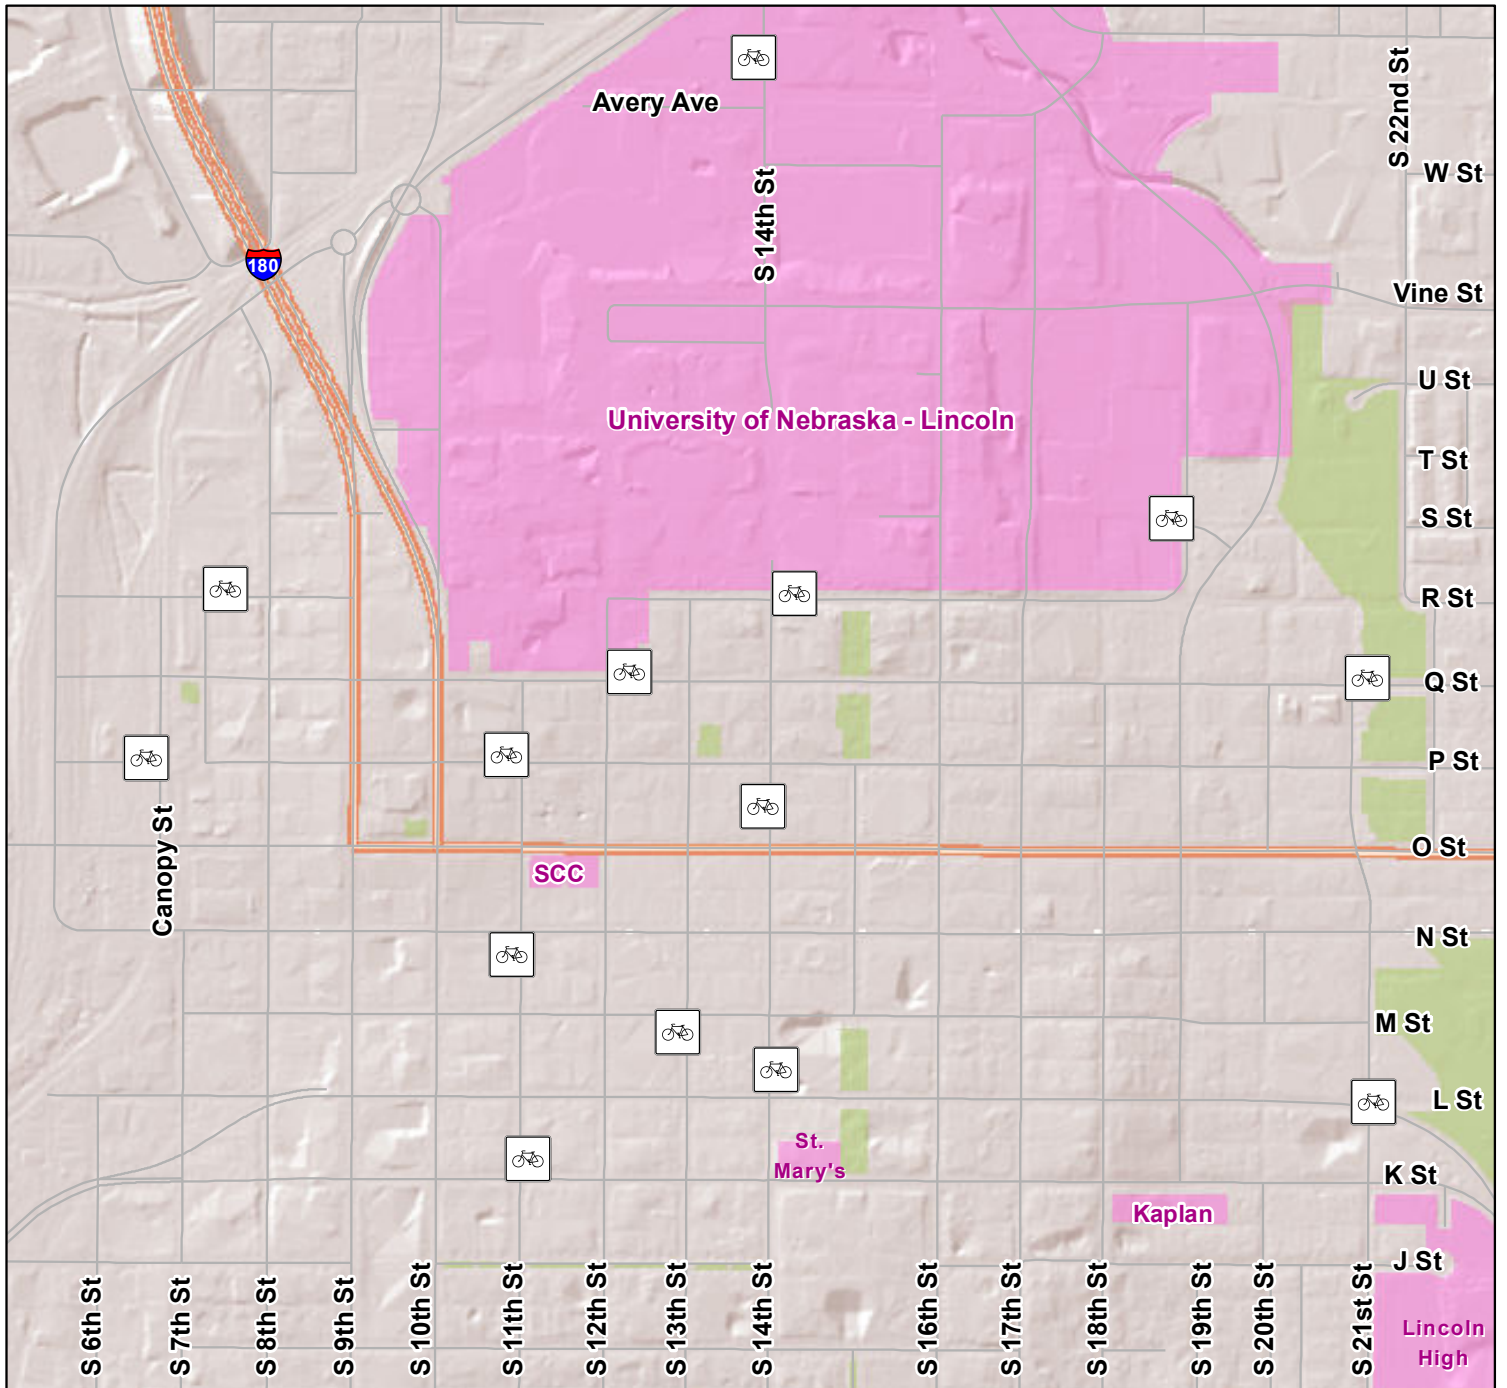 S 22nd St
Avery Ave
W St
S 14th St
180
Vine St
U St
University of Nebraska - Lincoln
T St
S St
R St
Q St
P St
Canopy St
O St
SCC
N St
M St
L St
St.
Mary's
K St
Kaplan
J St
S 6th St
S 7th St
S 8th St
S 9th St
S 10th St
S 11th St
S 12th St
S 13th St
S 14th St
S 16th St
S 17th St
S 18th St
S 19th St
S 20th St
S 21st St
Lincoln
High